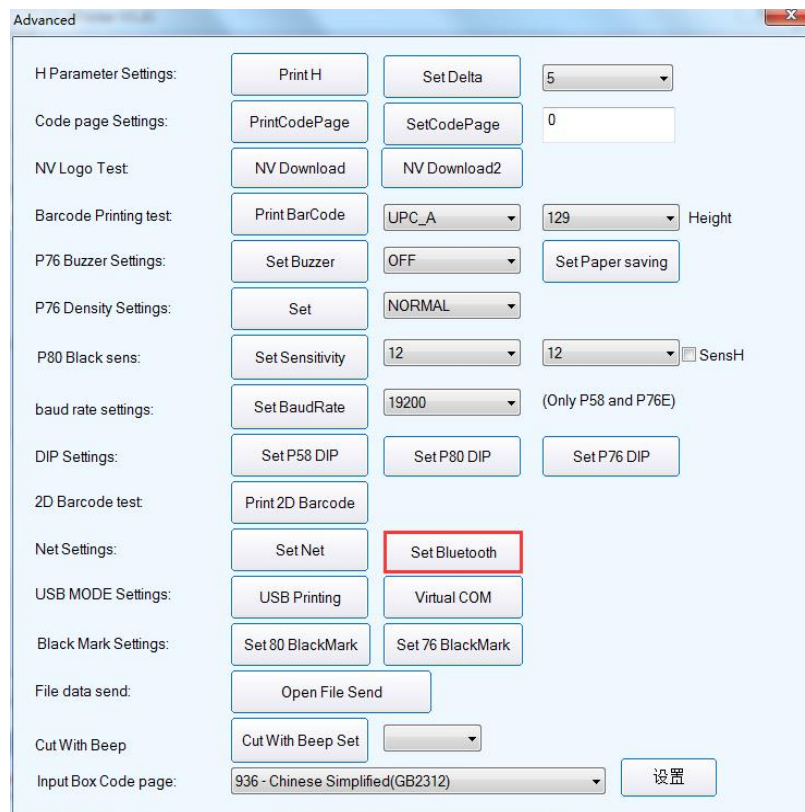 Advanced
H Parameter Settings: Print H Set Delta 5
Code page Settings: PrintCodePage SetCodePage 0
NV Logo Test: NV Download NV Download2
Barcode Printing test: Print BarCode UPC_A 129 Height
P76 Buzzer Settings: Set Buzzer OFF Set Paper saving
P76 Density Settings: Set NORMAL
P80 Black sens: Set Sensitivity 12 12 SensH
baud rate settings: Set BaudRate 19200 (Only P58 and P76E)
DIP Settings: Set P58 DIP Set P80 DIP Set P76 DIP
2D Barcode test: Print 2D Barcode
Net Settings: Set Net Set Bluetooth
USB MODE Settings: USB Printing Virtual COM
Black Mark Settings: Set 80 BlackMark Set 76 BlackMark
File data send: Open File Send
Cut With Beep Cut With Beep Set
Input Box Code page: 936 - Chinese Simplified(GB2312) 设置